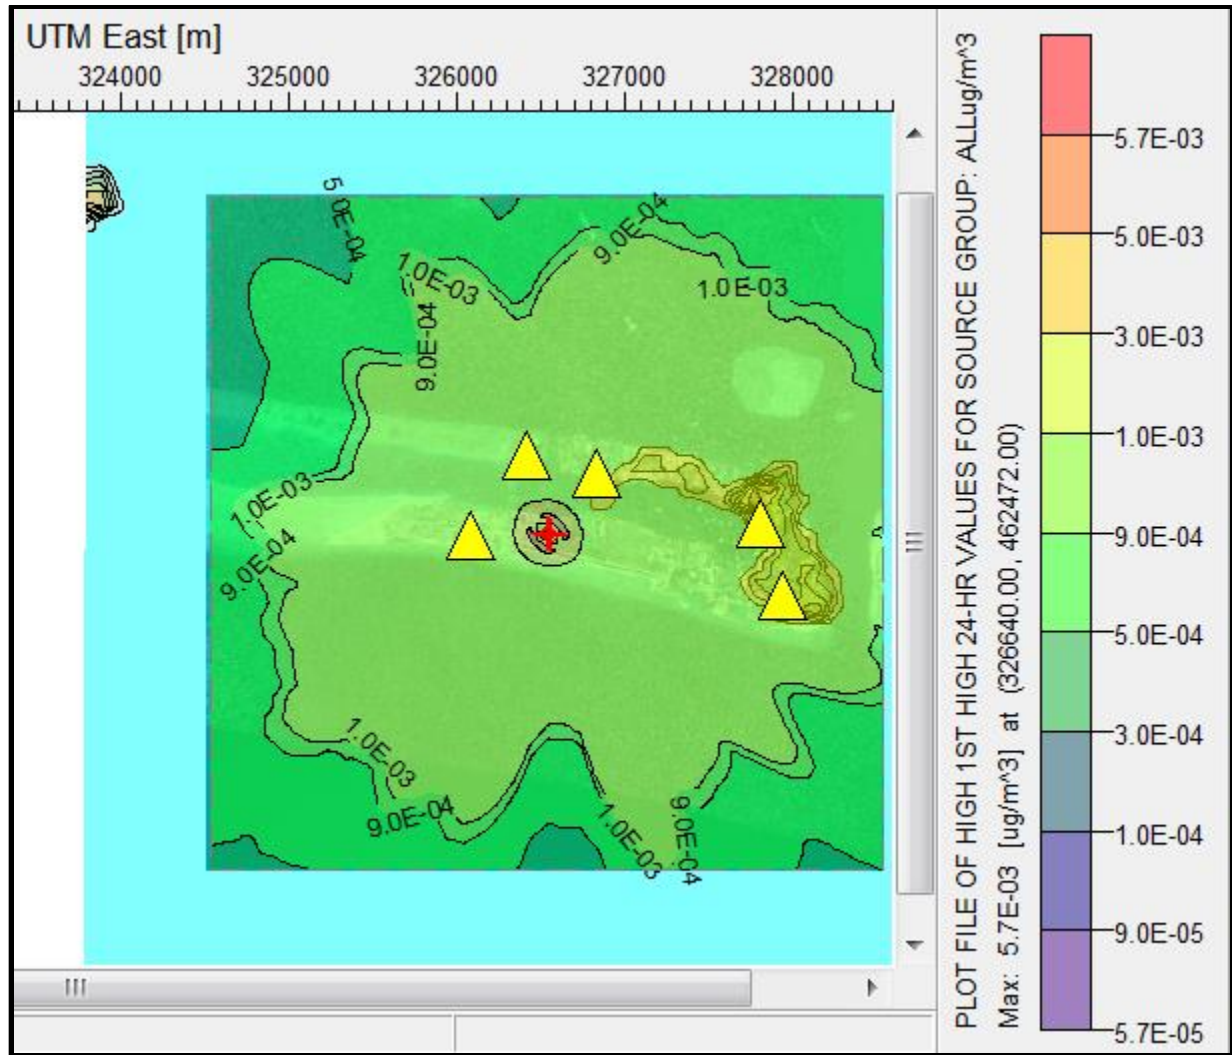 UTM East [m]
324000 325000 326000 327000 328000
5.0E-04
9.0E-04
1.0E-03
1.0E-03
9.0E-04
1.0E-03
9.0E-04
1.0E-03
9.0E-04
1.0E-03
9.0E-04
PLOT FILE OF HIGH 1ST HIGH 24-HR VALUES FOR SOURCE GROUP: ALLug/m^3
Max: 5.7E-03 [ug/m^3] at (326640.00, 462472.00)
5.7E-03
5.0E-03
3.0E-03
1.0E-03
9.0E-04
5.0E-04
3.0E-04
1.0E-04
9.0E-05
5.7E-05